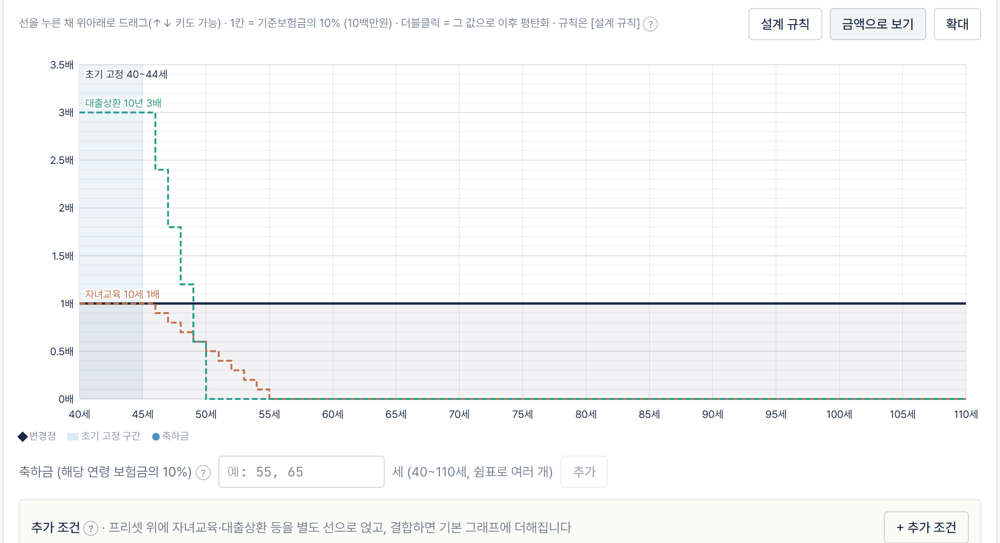 선을 누른 채 위아래로 드래그(↑↓ 키도 가능) · 1칸 = 기준보험금의 10% (10백만원) · 더블클릭 = 그 값으로 이후 평탄화 · 규칙은 [설계 규칙] ?
설계 규칙 금액으로 보기 확대
3.5배
초기 고정 40~44세
대출상환 10년 3배
3배
2.5배
2배
1.5배
자녀교육 10세 1배
1배
0.5배
0배
40세 45세 50세 55세 60세 65세 70세 75세 80세 85세 90세 95세 100세 105세 110세
변경점 초기 고정 구간 축하금
축하금 (해당 연령 보험금의 10%) ? 예: 55, 65 세 (40~110세, 쉼표로 여러 개) 추가
추가 조건 ? · 프리셋 위에 자녀교육·대출상환 등을 별도 선으로 얹고, 결합하면 기본 그래프에 더해집니다 + 추가 조건